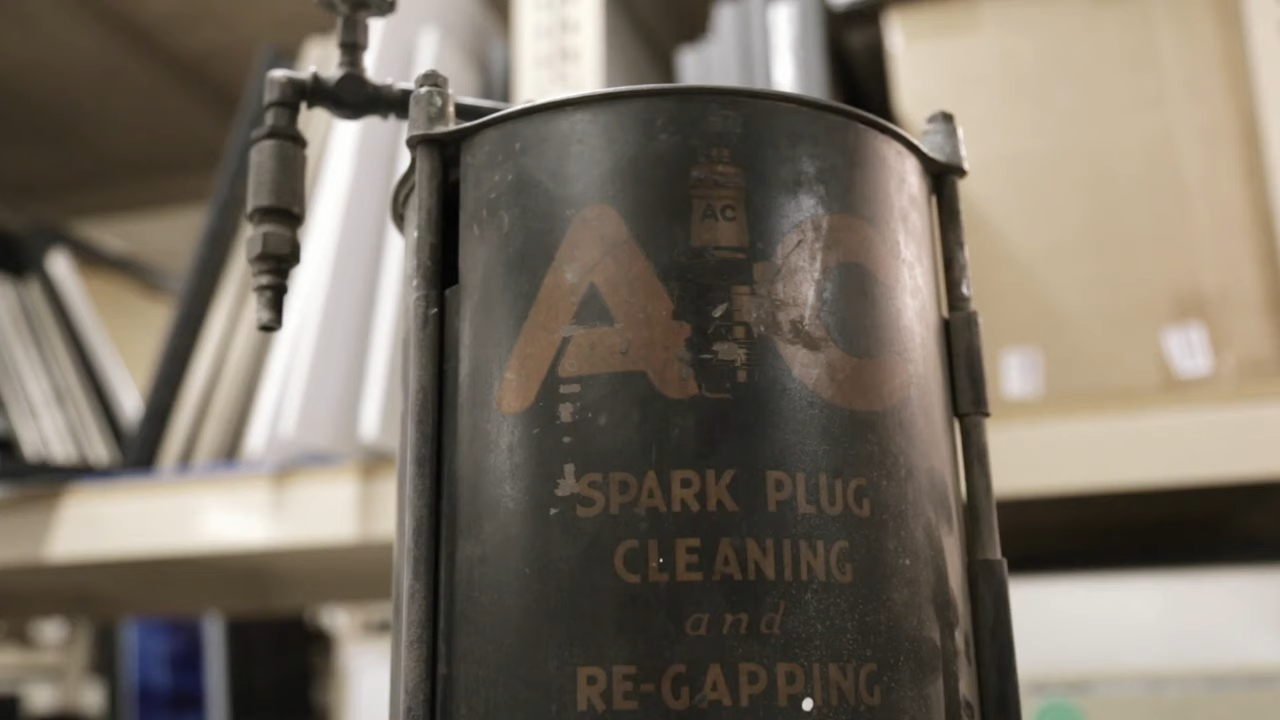 AC
AC
SPARK PLUG
CLEANING
and
RE-GAPPING